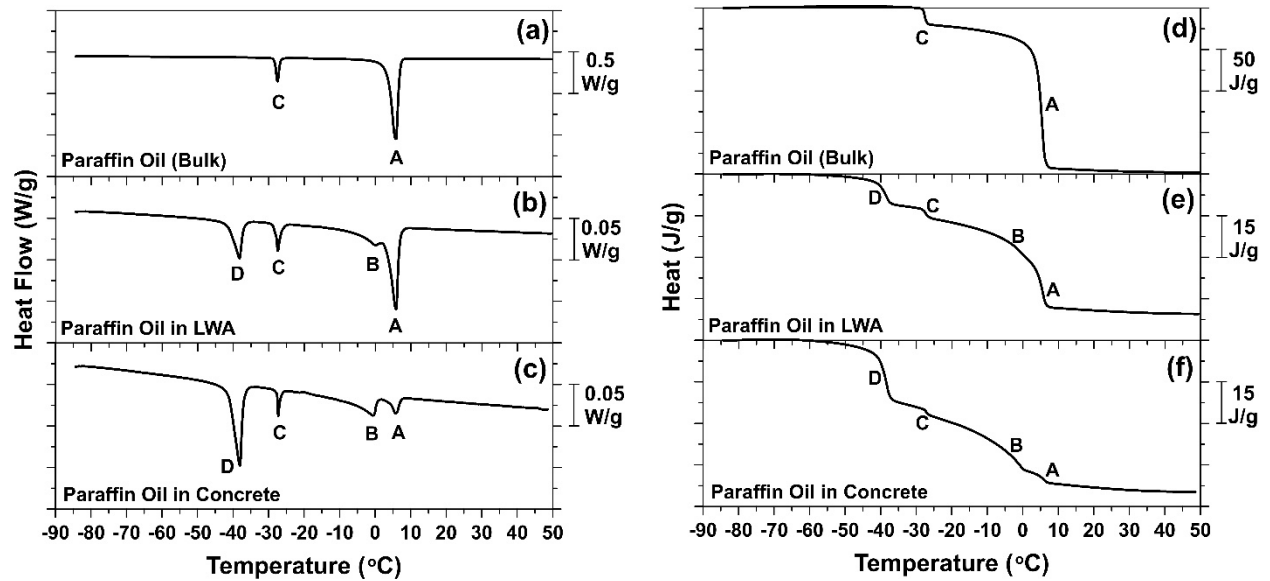 Heat Flow (W/g)
(a)
0.5
W/g
C
A
Paraffin Oil (Bulk)
(b)
0.05
W/g
D
C
B
A
Paraffin Oil in LWA
(c)
0.05
W/g
D
C
B
A
Paraffin Oil in Concrete
-90 -80 -70 -60 -50 -40 -30 -20 -10 0 10 20 30 40 50
Temperature (°C)
Heat (J/g)
(d)
50
J/g
C
A
Paraffin Oil (Bulk)
(e)
15
J/g
D
C
B
A
Paraffin Oil in LWA
(f)
15
J/g
D
C
B
A
Paraffin Oil in Concrete
-90 -80 -70 -60 -50 -40 -30 -20 -10 0 10 20 30 40 50
Temperature (°C)